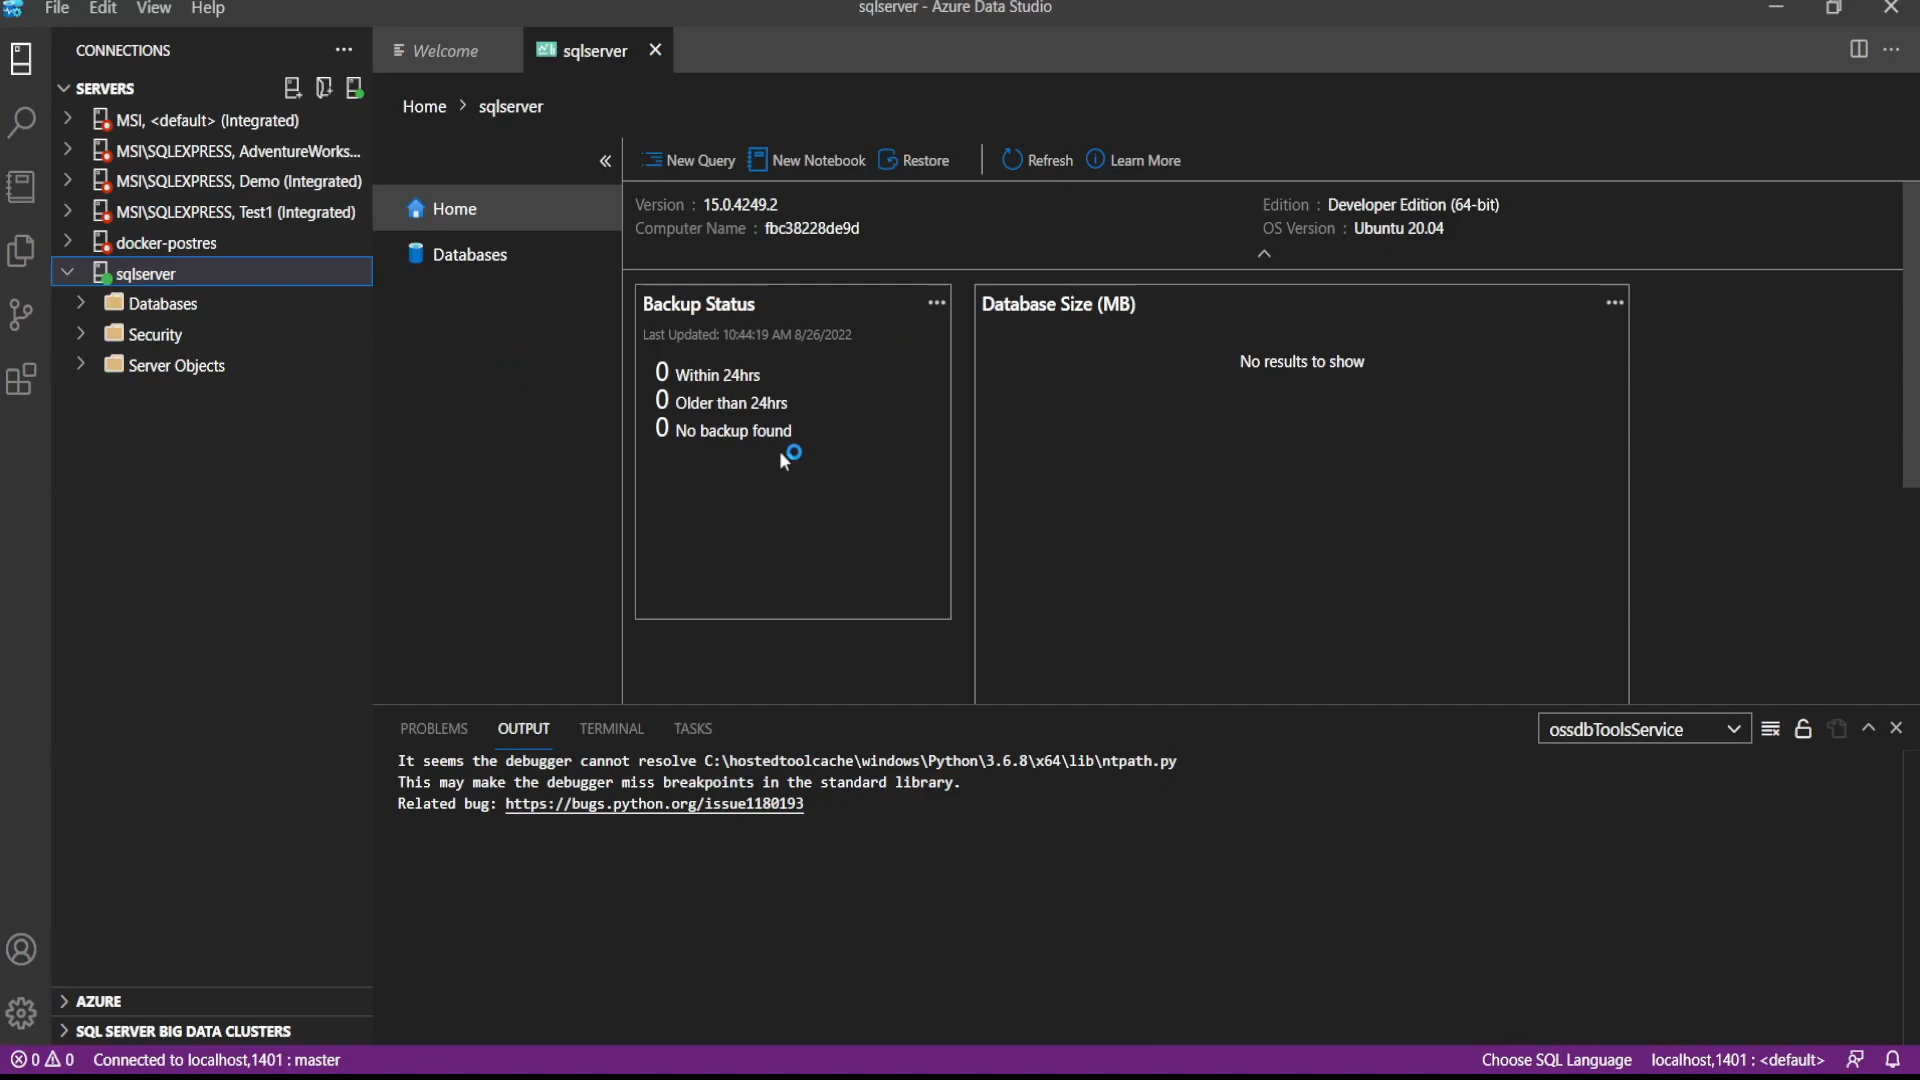 File Edit View Help
sqlserver - Azure Data Studio
CONNECTIONS
SERVERS
MSI, <default> (Integrated)
MSI\SQLEXPRESS, AdventureWorks...
MSI\SQLEXPRESS, Demo (Integrated)
MSI\SQLEXPRESS, Test1 (Integrated)
docker-postres
sqlserver
Databases
Security
Server Objects
AZURE
SQL SERVER BIG DATA CLUSTERS
Welcome
sqlserver
Home > sqlserver
Home
Databases
New Query New Notebook Restore Refresh Learn More
Version : 15.0.4249.2
Computer Name : fbc38228de9d
Edition : Developer Edition (64-bit)
OS Version : Ubuntu 20.04
Backup Status
Last Updated: 10:44:19 AM 8/26/2022
0 Within 24hrs
0 Older than 24hrs
0 No backup found
Database Size (MB)
No results to show
PROBLEMS OUTPUT TERMINAL TASKS
ossdbToolsService
It seems the debugger cannot resolve C:\hostedtoolcache\windows\Python\3.6.8\x64\lib\ntpath.py
This may make the debugger miss breakpoints in the standard library.
Related bug: https://bugs.python.org/issue1180193
0 0 Connected to localhost,1401 : master
Choose SQL Language localhost,1401 : <default>